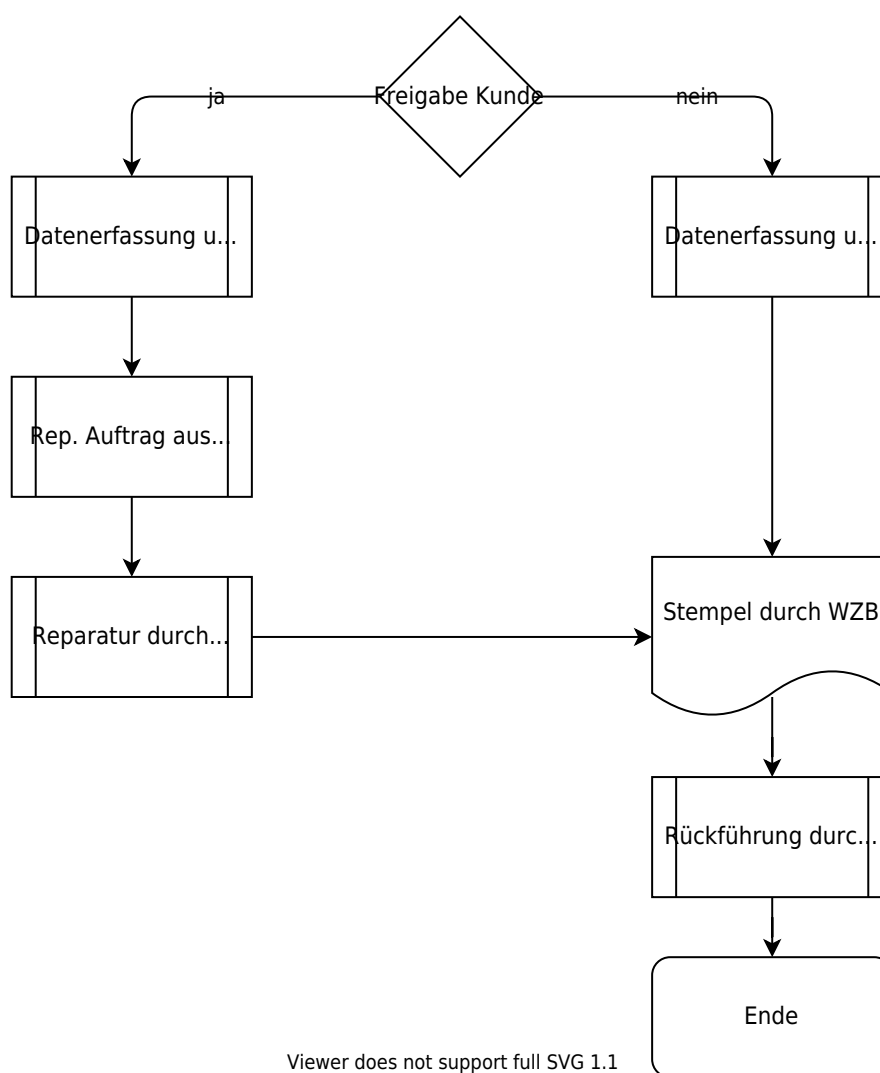 Freigabe Kunde
ja
nein
Datenerfassung u...
Datenerfassung u...
Rep. Auftrag aus...
Reparatur durch...
Stempel durch WZB
Rückführung durc...
Ende
Viewer does not support full SVG 1.1